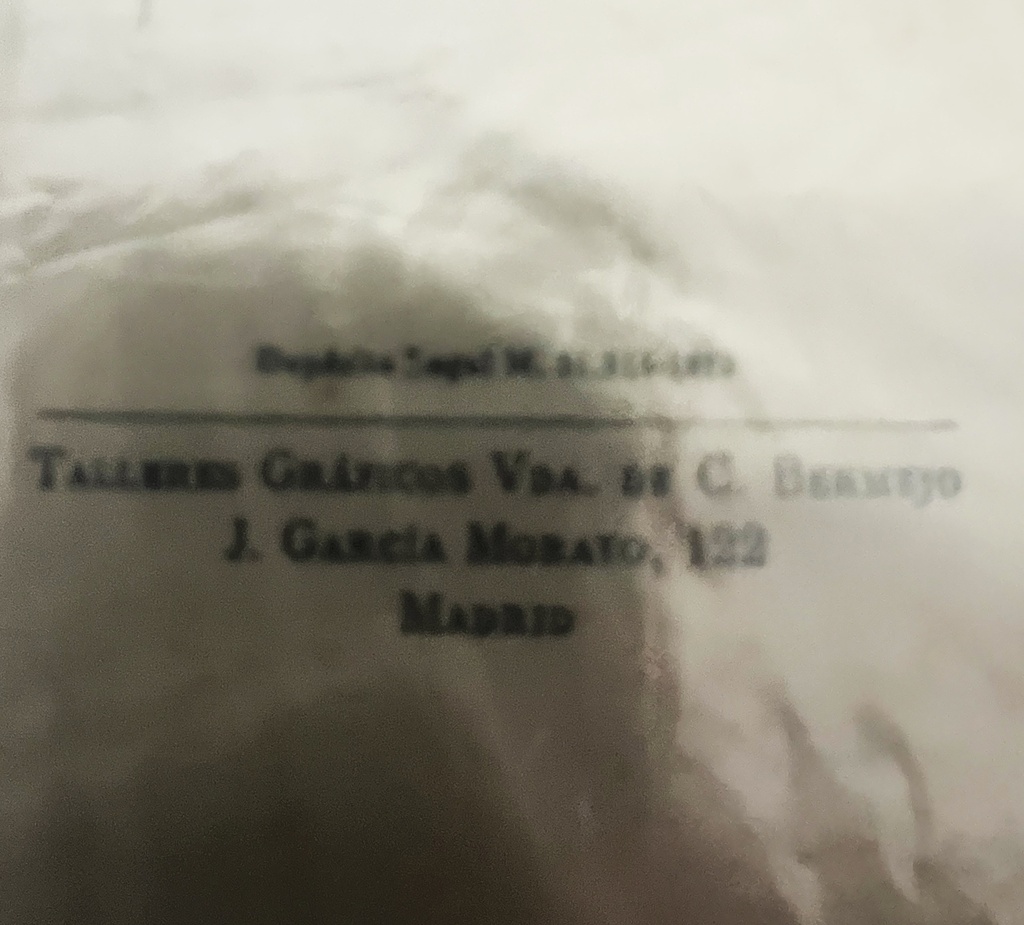 Depósito Legal M.
TALLERES GRÁFICOS VDA. DE C. BERMEJO
J. GARCÍA MORATO, 122
MADRID